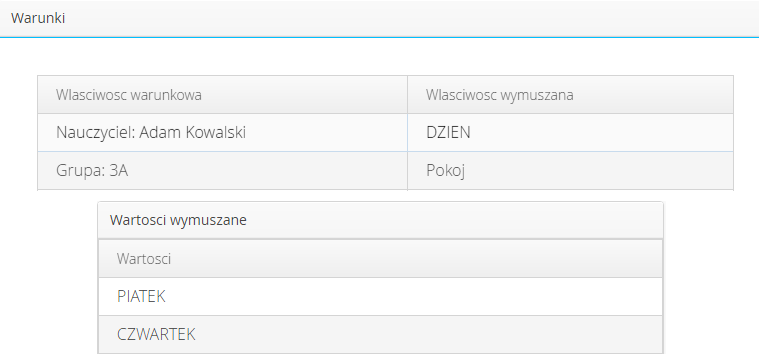 Warunki
Wlasciwosc warunkowa Wlasciwosc wymuszana
Nauczyciel: Adam Kowalski DZIEN
Grupa: 3A Pokoj
Wartosci wymuszane
Wartosci
PIATEK
CZWARTEK